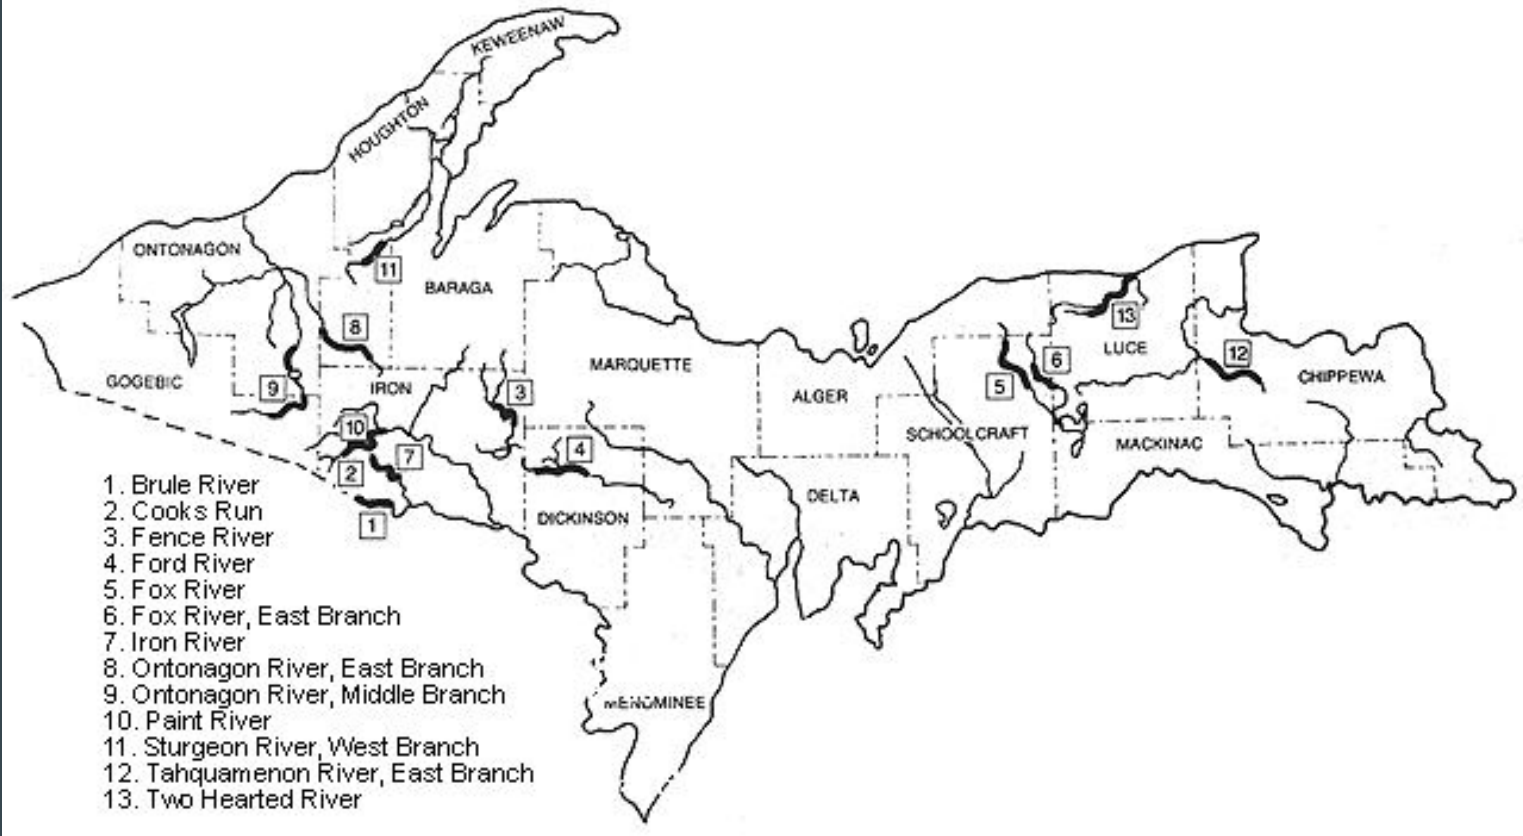 KEWEENAW
HOUGHTON
ONTONAGON
11
BARAGA
13
8
LUCE
12
MARQUETTE
6
5
CHIPPEWA
GOGEBIC
9
IRON
3
ALGER
10
SCHOOLCRAFT
MACKINAC
4
7
2
DELTA
DICKINSON
1
MENOMINEE
1. Brule River
2. Cooks Run
3. Fence River
4. Ford River
5. Fox River
6. Fox River, East Branch
7. Iron River
8. Ontonagon River, East Branch
9. Ontonagon River, Middle Branch
10. Paint River
11. Sturgeon River, West Branch
12. Tahquamenon River, East Branch
13. Two Hearted River